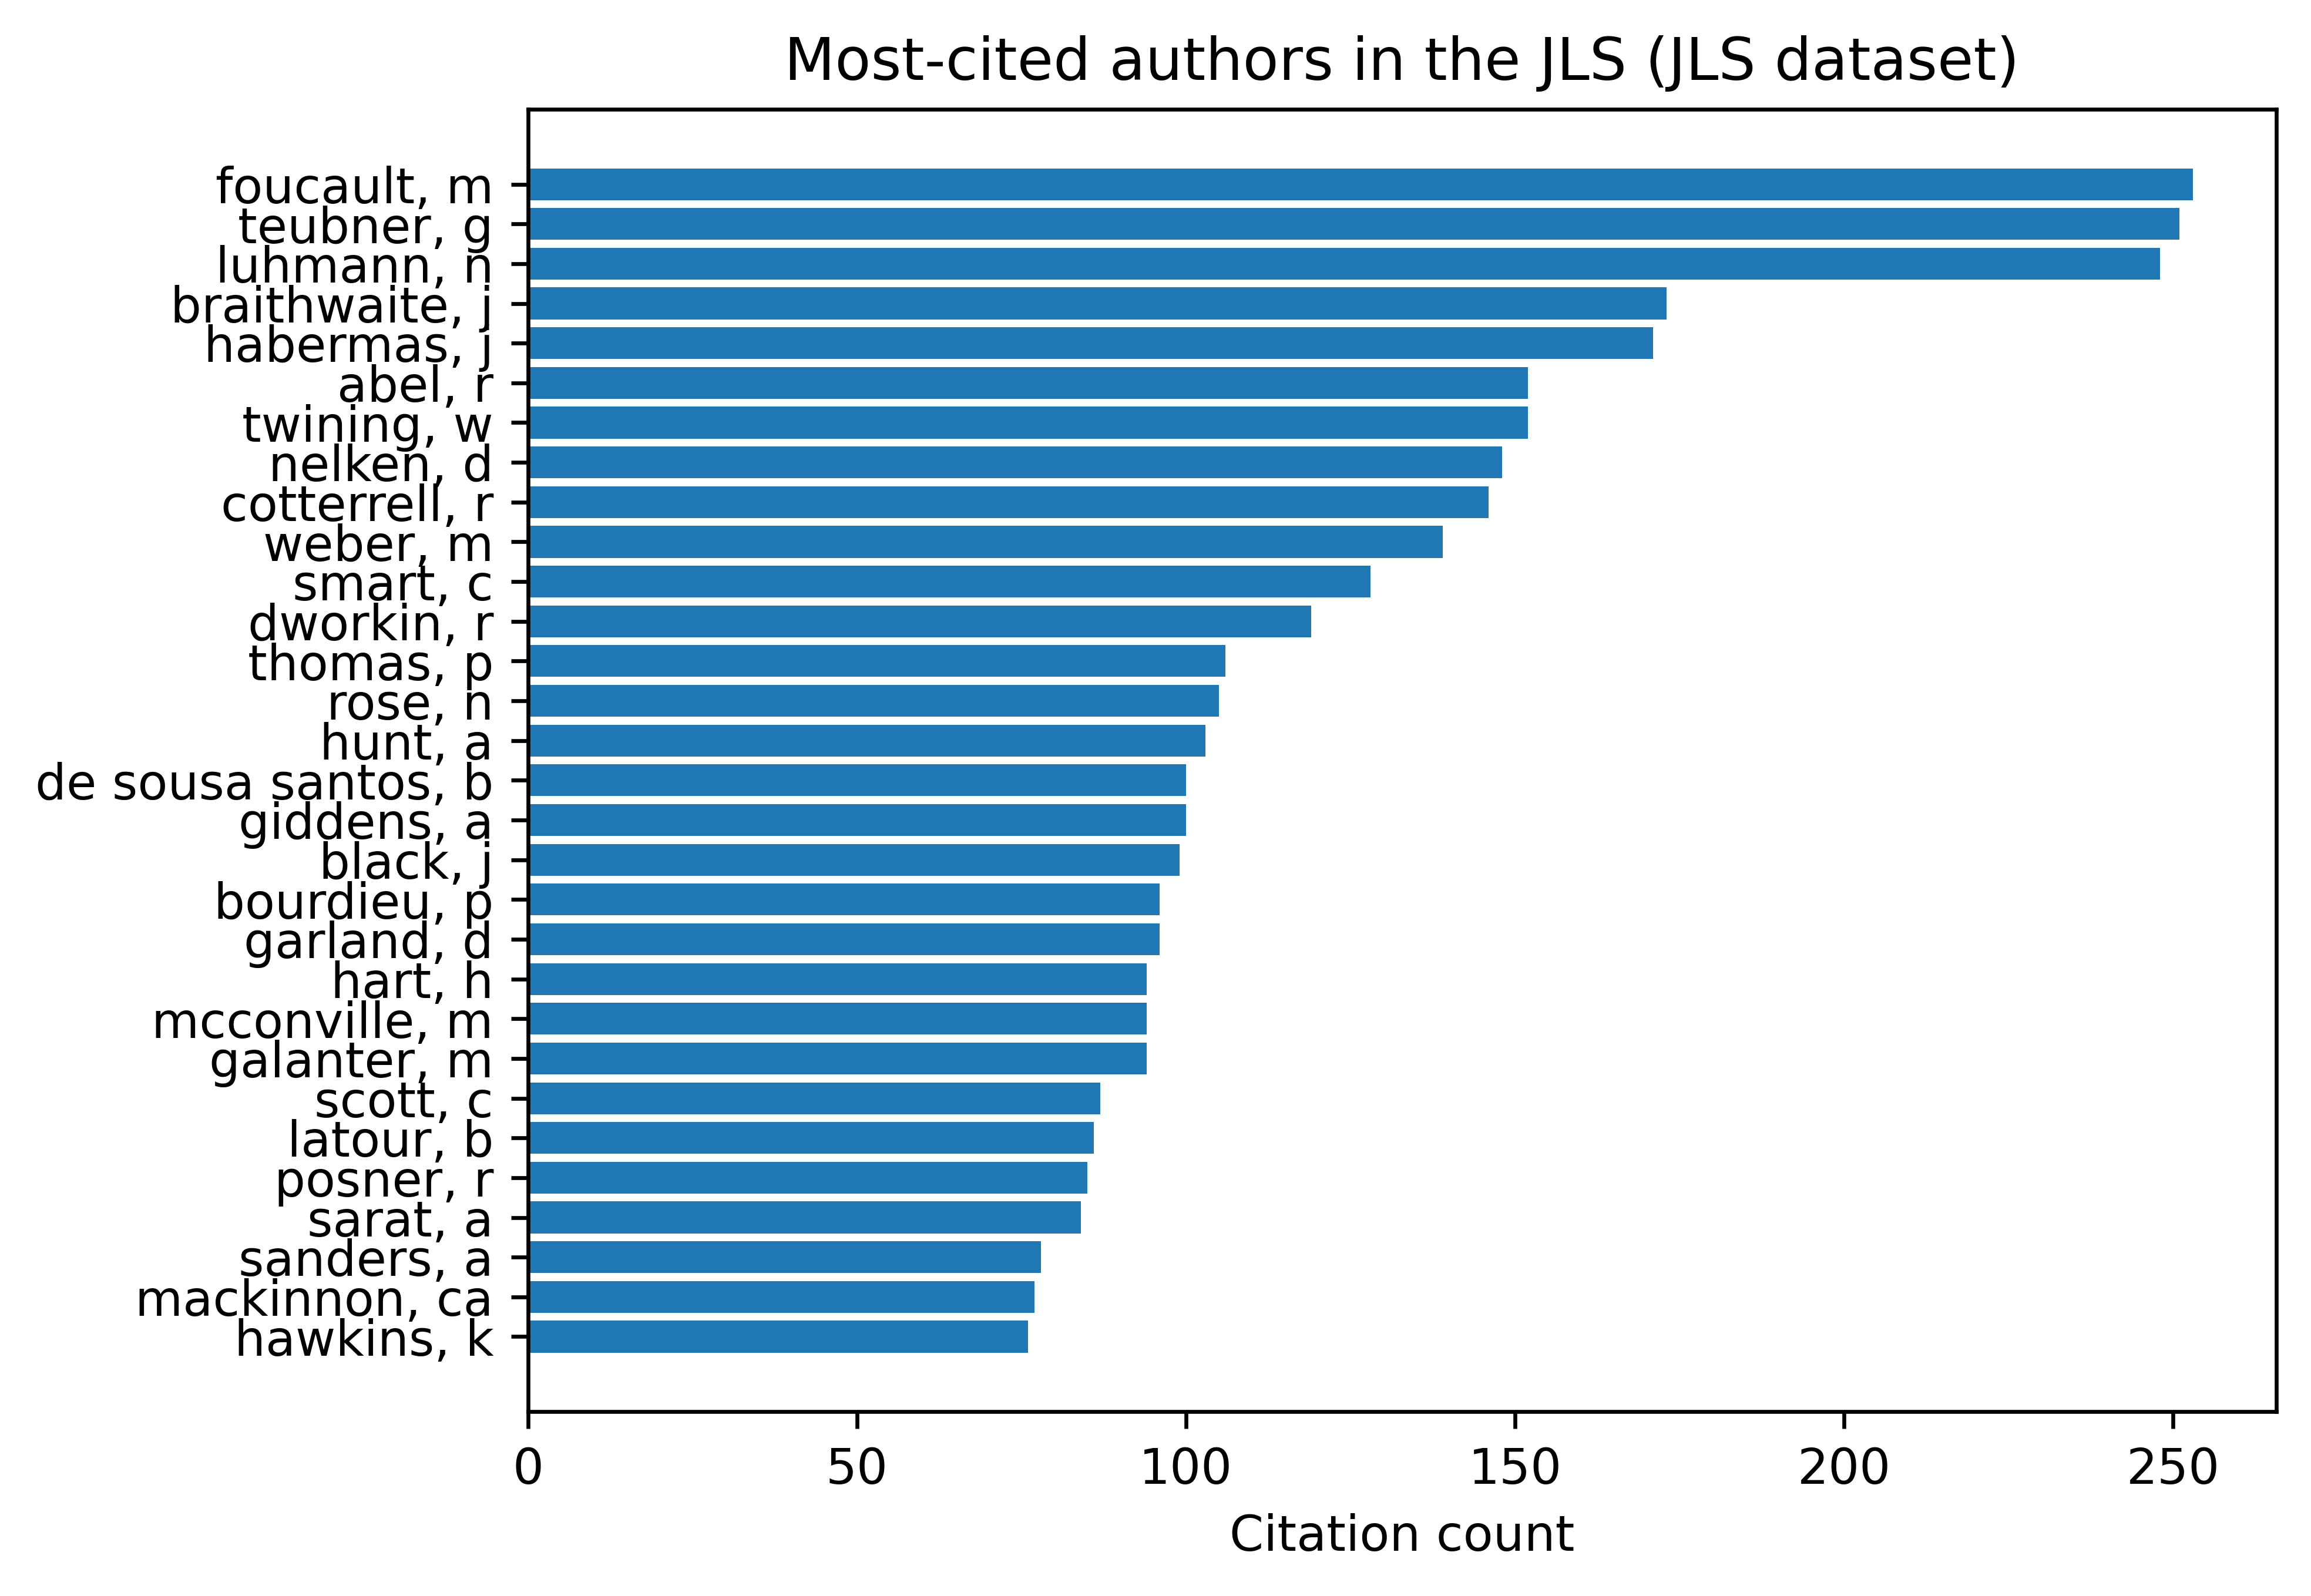 Most-cited authors in the JLS (JLS dataset)
foucault, m
teubner, g
luhmann, n
braithwaite, j
habermas, j
abel, r
twining, w
nelken, d
cotterrell, r
weber, m
smart, c
dworkin, r
thomas, p
rose, n
hunt, a
de sousa santos, b
giddens, a
black, j
bourdieu, p
garland, d
hart, h
mcconville, m
galanter, m
scott, c
latour, b
posner, r
sarat, a
sanders, a
mackinnon, ca
hawkins, k
0 50 100 150 200 250
Citation count